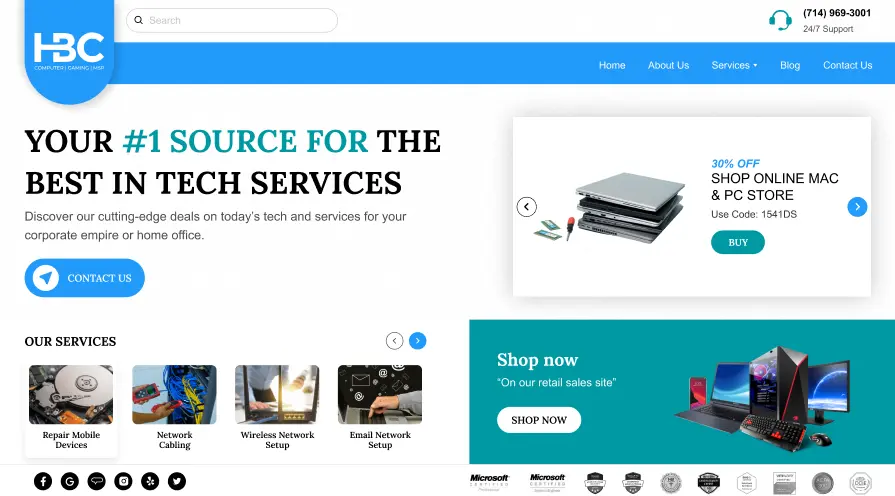 HBC
COMPUTER | GAMING | MSP
Search
(714) 969-3001
24/7 Support
Home
About Us
Services
Blog
Contact Us
YOUR #1 SOURCE FOR THE
BEST IN TECH SERVICES
Discover our cutting-edge deals on today's tech and services for your
corporate empire or home office.
CONTACT US
30% OFF
SHOP ONLINE MAC
& PC STORE
Use Code: 1541DS
BUY
OUR SERVICES
Repair Mobile
Devices
Network
Cabling
Wireless Network
Setup
Email Network
Setup
Shop now
“On our retail sales site”
SHOP NOW
Microsoft
CERTIFIED
Professional
Microsoft
CERTIFIED